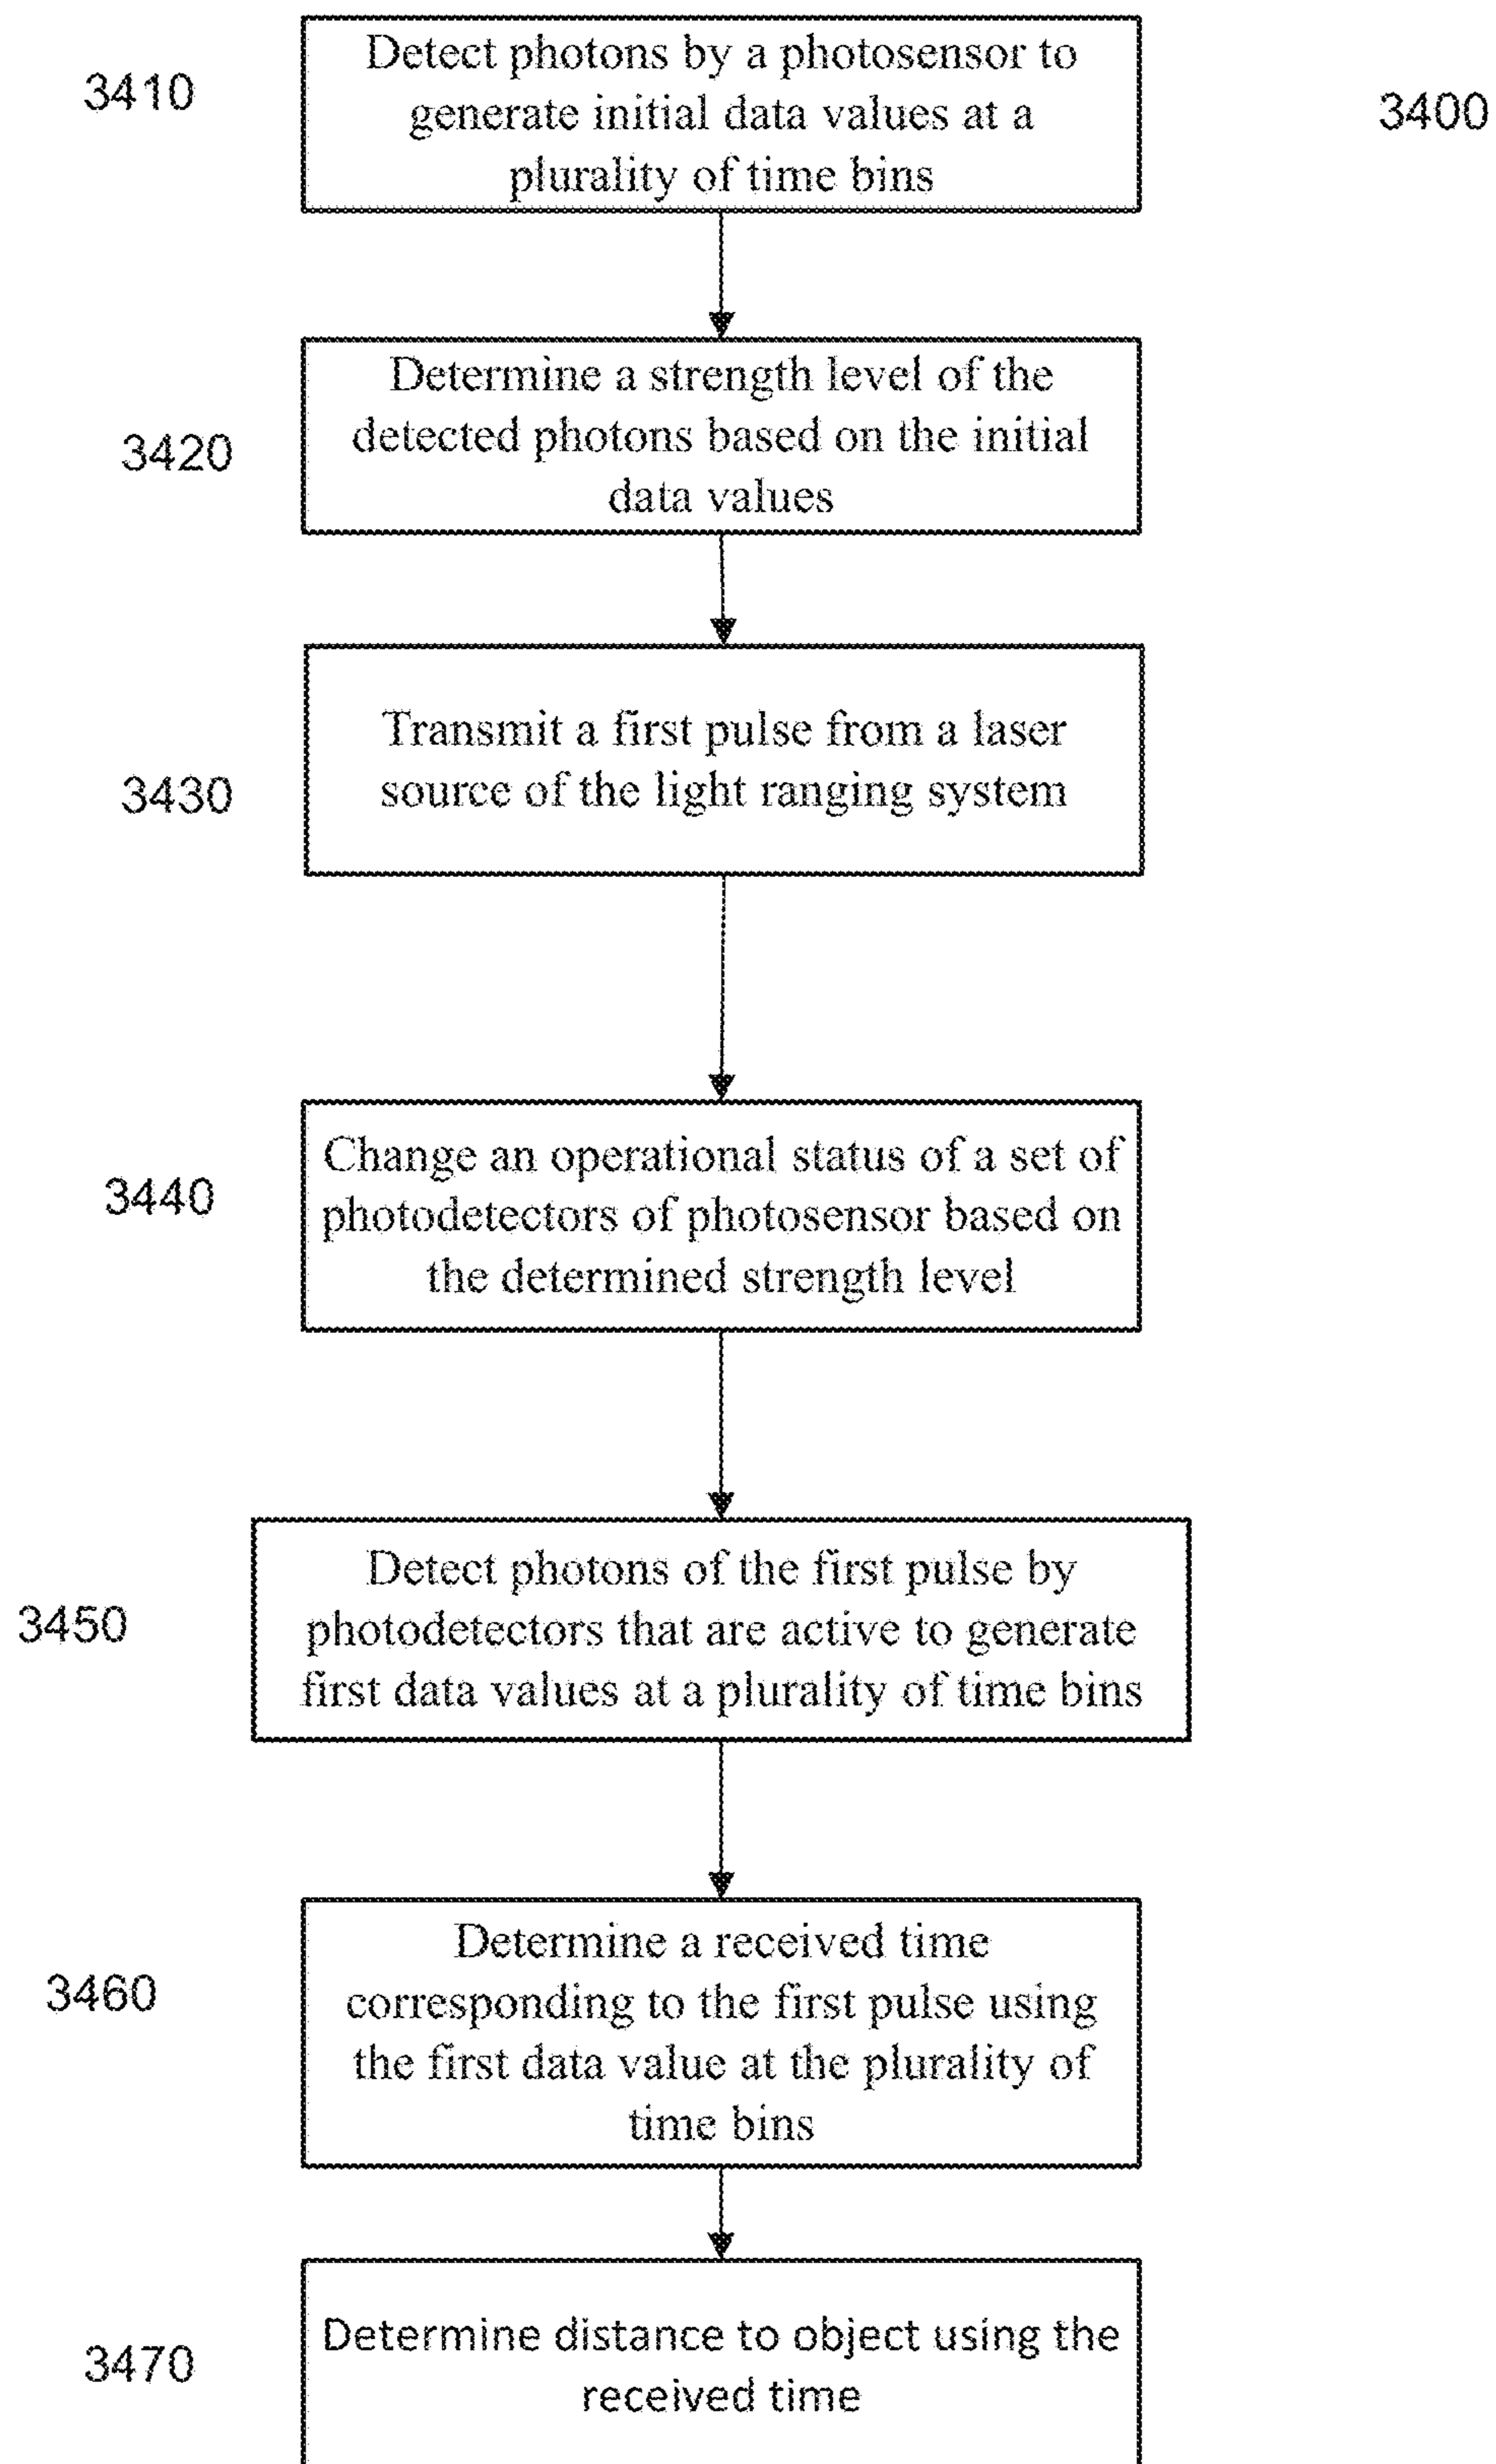 3410
Detect photons by a photosensor to
generate initial data values at a
plurality of time bins
3400
3420
Determine a strength level of the
detected photons based on the initial
data values
3430
Transmit a first pulse from a laser
source of the light ranging system
3440
Change an operational status of a set of
photodetectors of photosensor based on
the determined strength level
3450
Detect photons of the first pulse by
photodetectors that are active to generate
first data values at a plurality of time bins
3460
Determine a received time
corresponding to the first pulse using
the first data value at the plurality of
time bins
3470
Determine distance to object using the
received time